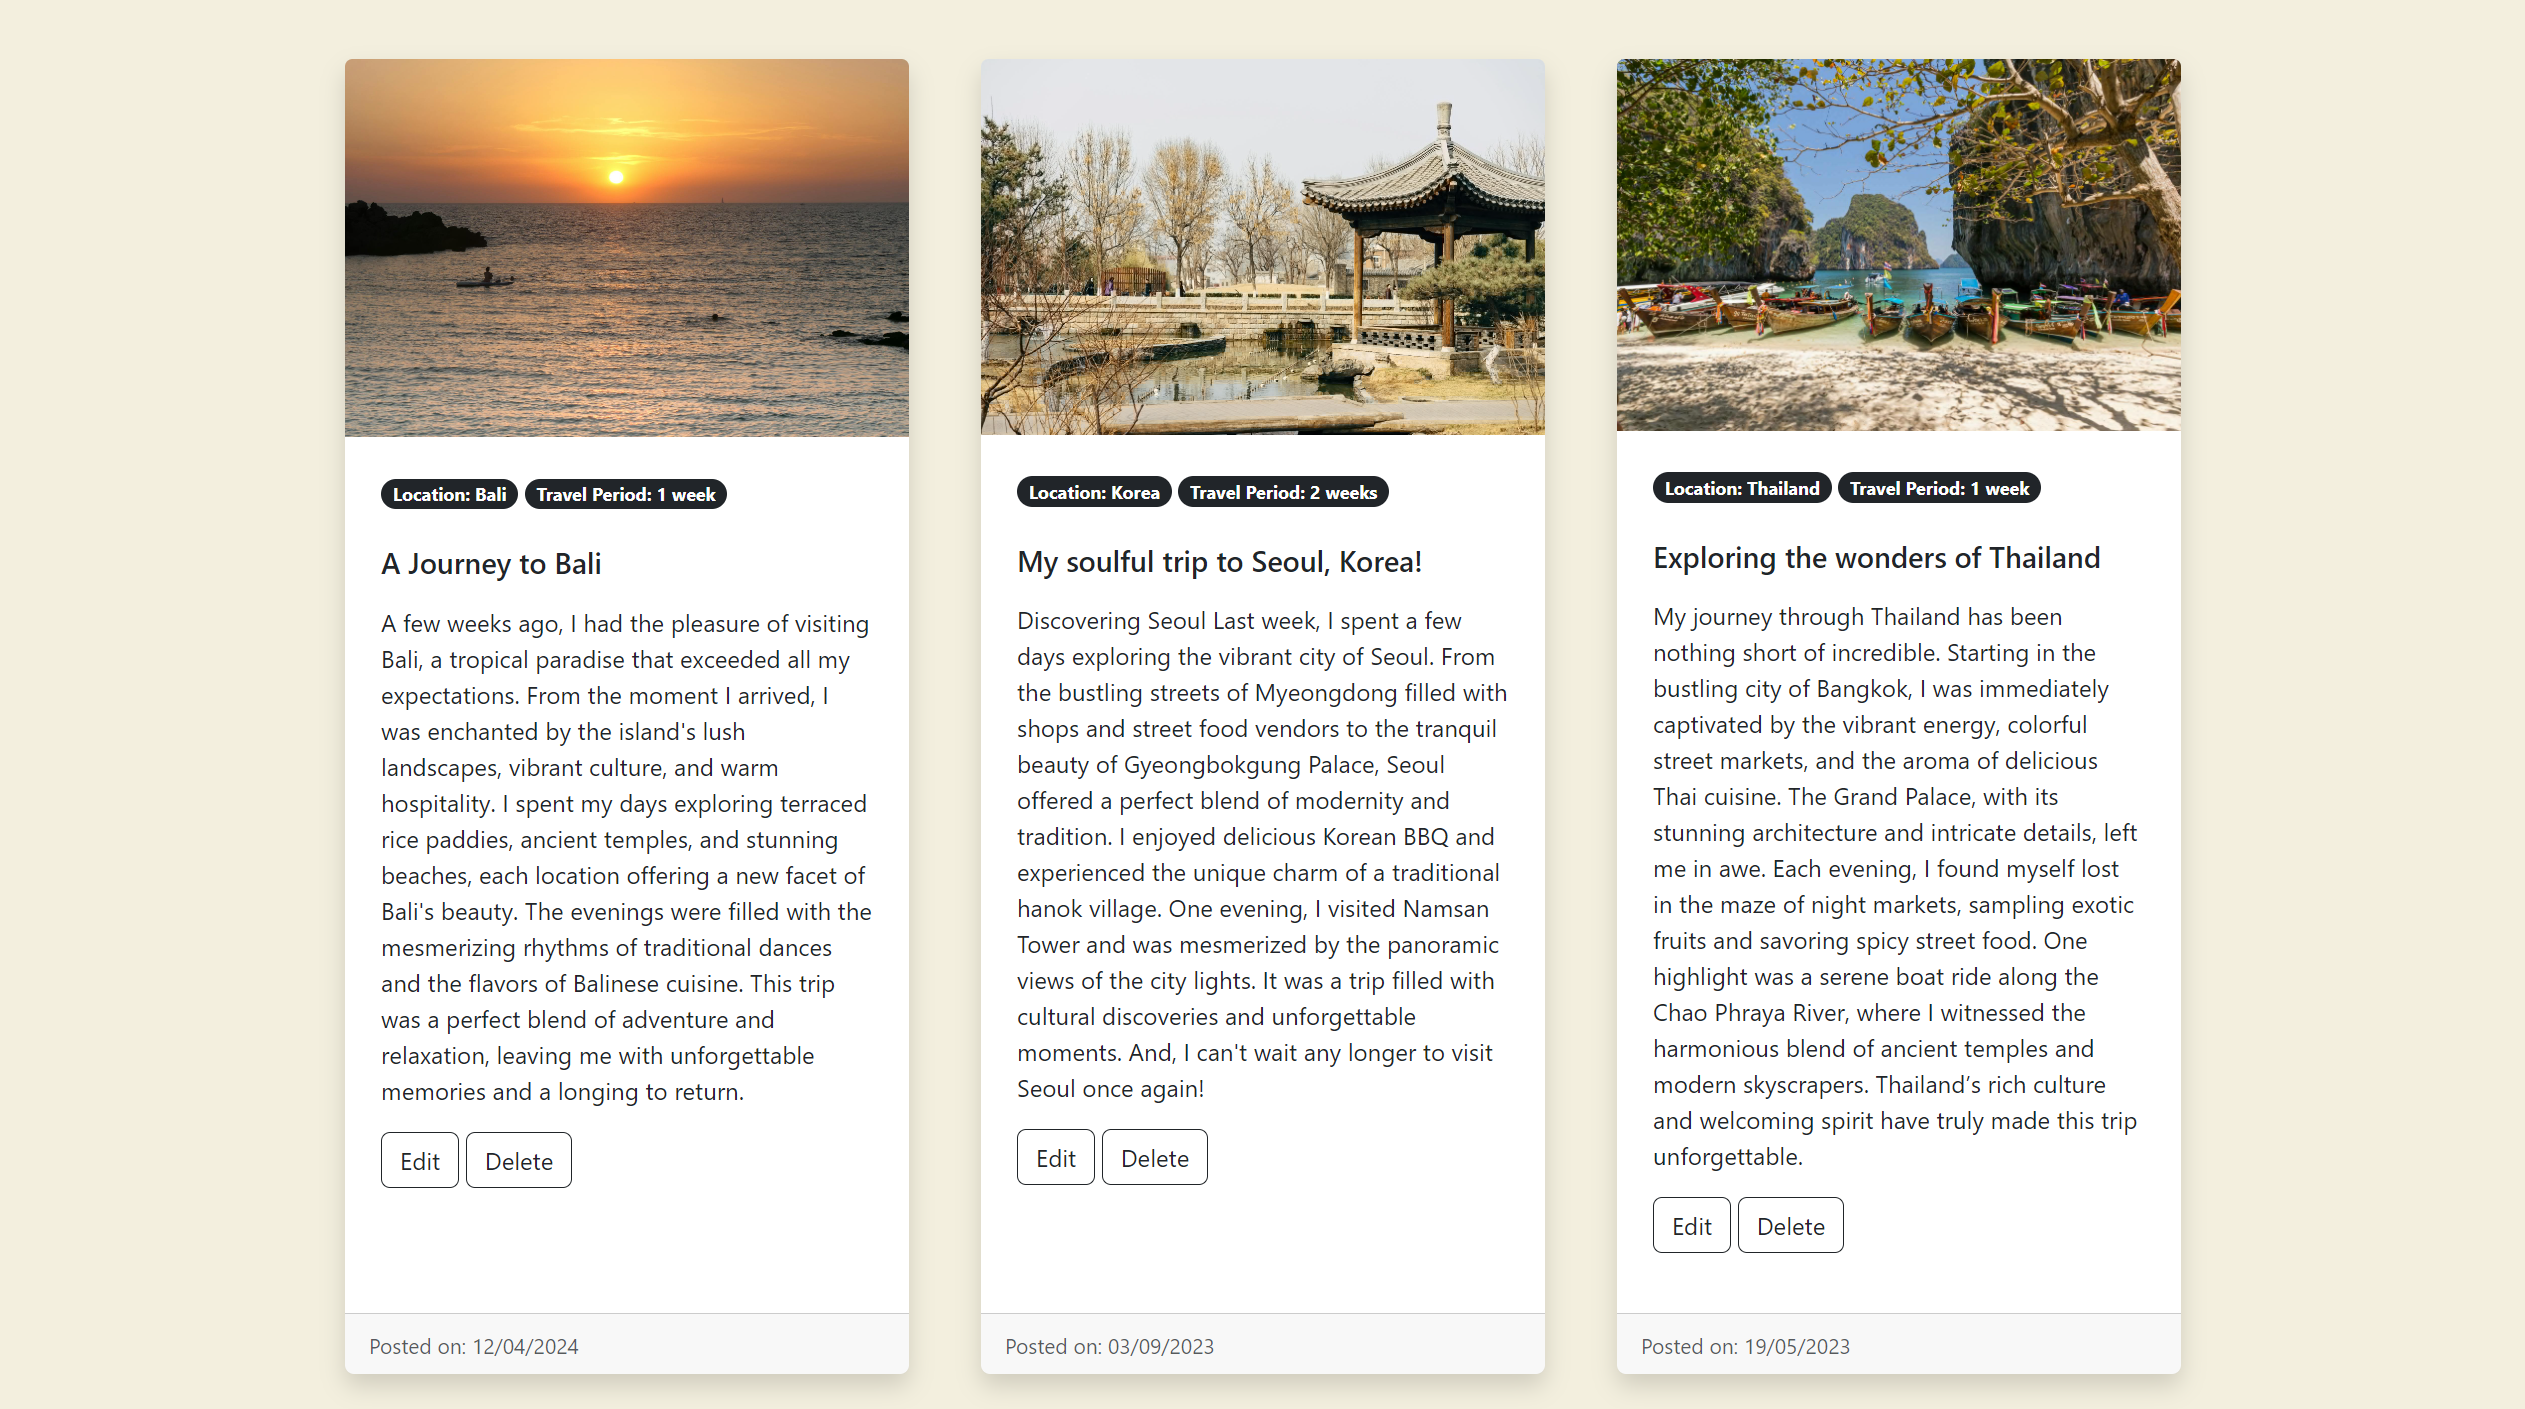 Location: Bali Travel Period: 1 week
A Journey to Bali
A few weeks ago, I had the pleasure of visiting
Bali, a tropical paradise that exceeded all my
expectations. From the moment I arrived, I
was enchanted by the island's lush
landscapes, vibrant culture, and warm
hospitality. I spent my days exploring terraced
rice paddies, ancient temples, and stunning
beaches, each location offering a new facet of
Bali's beauty. The evenings were filled with the
mesmerizing rhythms of traditional dances
and the flavors of Balinese cuisine. This trip
was a perfect blend of adventure and
relaxation, leaving me with unforgettable
memories and a longing to return.
Edit Delete
Posted on: 12/04/2024
Location: Korea Travel Period: 2 weeks
My soulful trip to Seoul, Korea!
Discovering Seoul Last week, I spent a few
days exploring the vibrant city of Seoul. From
the bustling streets of Myeongdong filled with
shops and street food vendors to the tranquil
beauty of Gyeongbokgung Palace, Seoul
offered a perfect blend of modernity and
tradition. I enjoyed delicious Korean BBQ and
experienced the unique charm of a traditional
hanok village. One evening, I visited Namsan
Tower and was mesmerized by the panoramic
views of the city lights. It was a trip filled with
cultural discoveries and unforgettable
moments. And, I can't wait any longer to visit
Seoul once again!
Edit Delete
Posted on: 03/09/2023
Location: Thailand Travel Period: 1 week
Exploring the wonders of Thailand
My journey through Thailand has been
nothing short of incredible. Starting in the
bustling city of Bangkok, I was immediately
captivated by the vibrant energy, colorful
street markets, and the aroma of delicious
Thai cuisine. The Grand Palace, with its
stunning architecture and intricate details, left
me in awe. Each evening, I found myself lost
in the maze of night markets, sampling exotic
fruits and savoring spicy street food. One
highlight was a serene boat ride along the
Chao Phraya River, where I witnessed the
harmonious blend of ancient temples and
modern skyscrapers. Thailand’s rich culture
and welcoming spirit have truly made this trip
unforgettable.
Edit Delete
Posted on: 19/05/2023